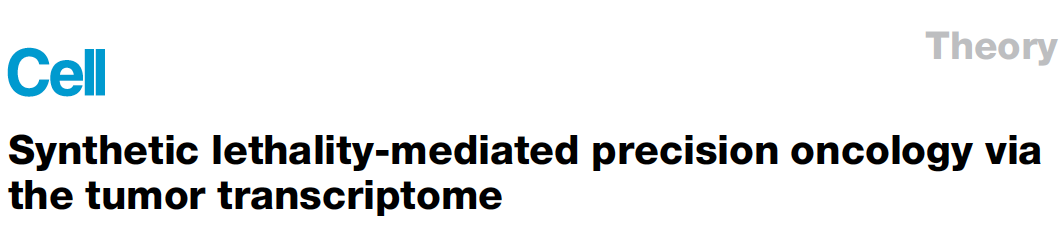 Theory
Cell
Synthetic lethality-mediated precision oncology via
the tumor transcriptome